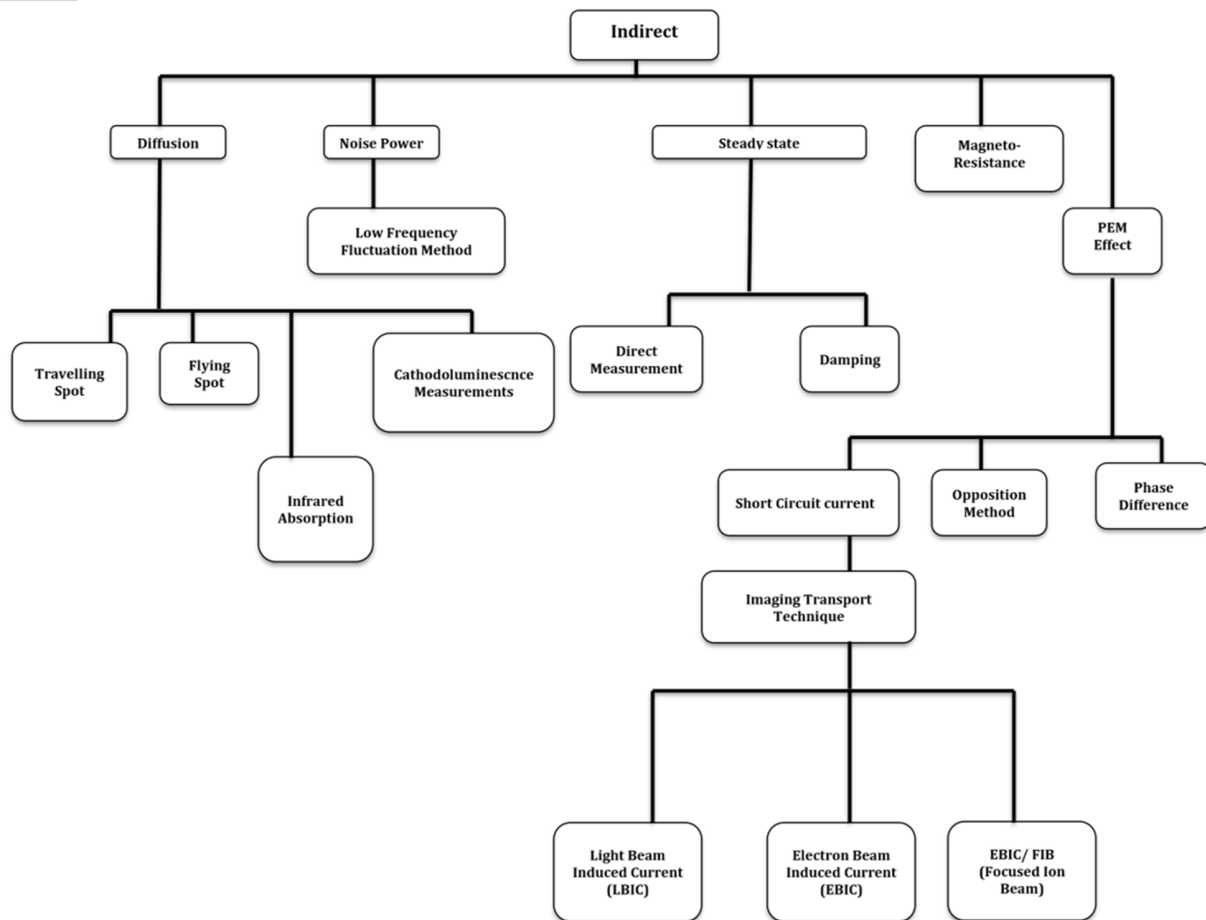 Indirect
Diffusion
Noise Power
Steady state
Magneto-
Resistance
Low Frequency
Fluctuation Method
PEM
Effect
Travelling
Spot
Flying
Spot
Cathodoluminescnce
Measurements
Direct
Measurement
Damping
Infrared
Absorption
Short Circuit current
Opposition
Method
Phase
Difference
Imaging Transport
Technique
Light Beam
Induced Current
(LBIC)
Electron Beam
Induced Current
(EBIC)
EBIC/ FIB
(Focused Ion
Beam)